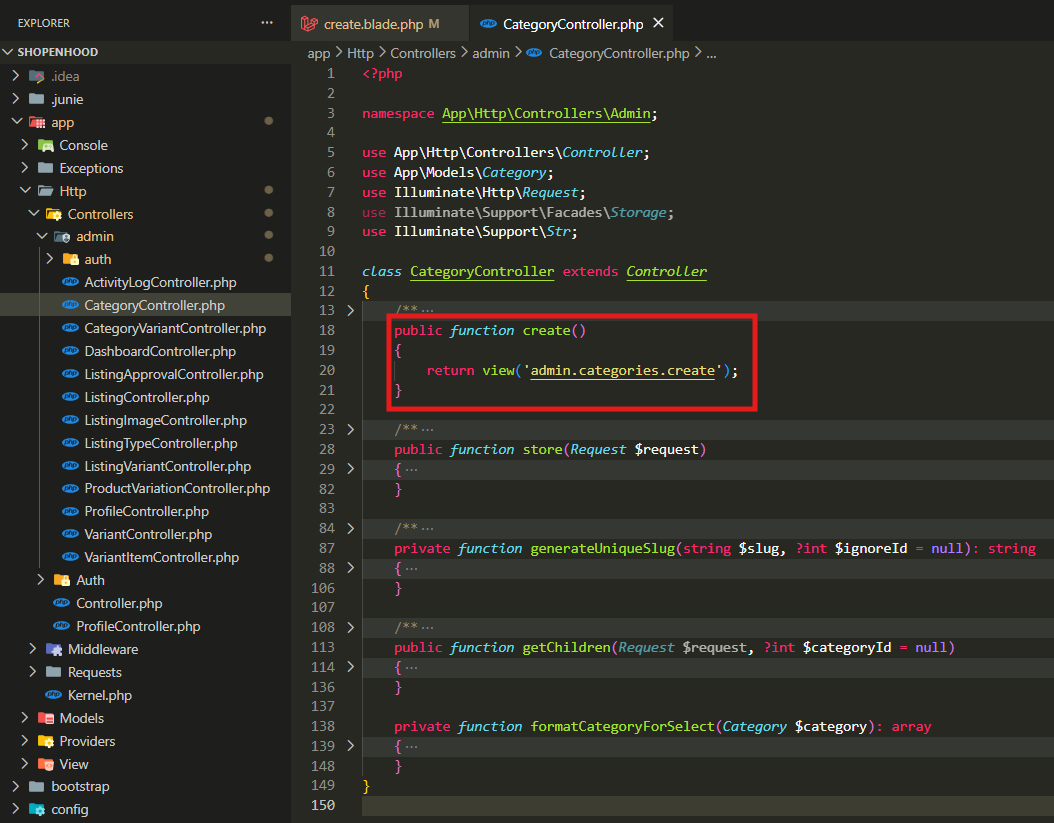 EXPLORER ...
SHOPENHOOD
.idea
.junie
app
Console
Exceptions
Http
Controllers
admin
auth
ActivityLogController.php
CategoryController.php
CategoryVariantController.php
DashboardController.php
ListingApprovalController.php
ListingController.php
ListingImageController.php
ListingTypeController.php
ListingVariantController.php
ProductVariationController.php
ProfileController.php
VariantController.php
VariantItemController.php
Auth
Controller.php
ProfileController.php
Middleware
Requests
Kernel.php
Models
Providers
View
bootstrap
config
create.blade.php M
CategoryController.php ×
app > Http > Controllers > admin > CategoryController.php > ...
1 <?php
2
3 namespace App\Http\Controllers\Admin;
4
5 use App\Http\Controllers\Controller;
6 use App\Models\Category;
7 use Illuminate\Http\Request;
8 use Illuminate\Support\Facades\Storage;
9 use Illuminate\Support\Str;
10
11 class CategoryController extends Controller
12 {
13 > /** ...
18 public function create()
19 {
20 return view('admin.categories.create');
21 }
22
23 > /** ...
28 public function store(Request $request)
29 > { ...
82 }
83
84 > /** ...
87 private function generateUniqueSlug(string $slug, ?int $ignoreId = null): string
88 > { ...
106 }
107
108 > /** ...
113 public function getChildren(Request $request, ?int $categoryId = null)
114 > { ...
136 }
137
138 private function formatCategoryForSelect(Category $category): array
139 > { ...
148 }
149 }
150